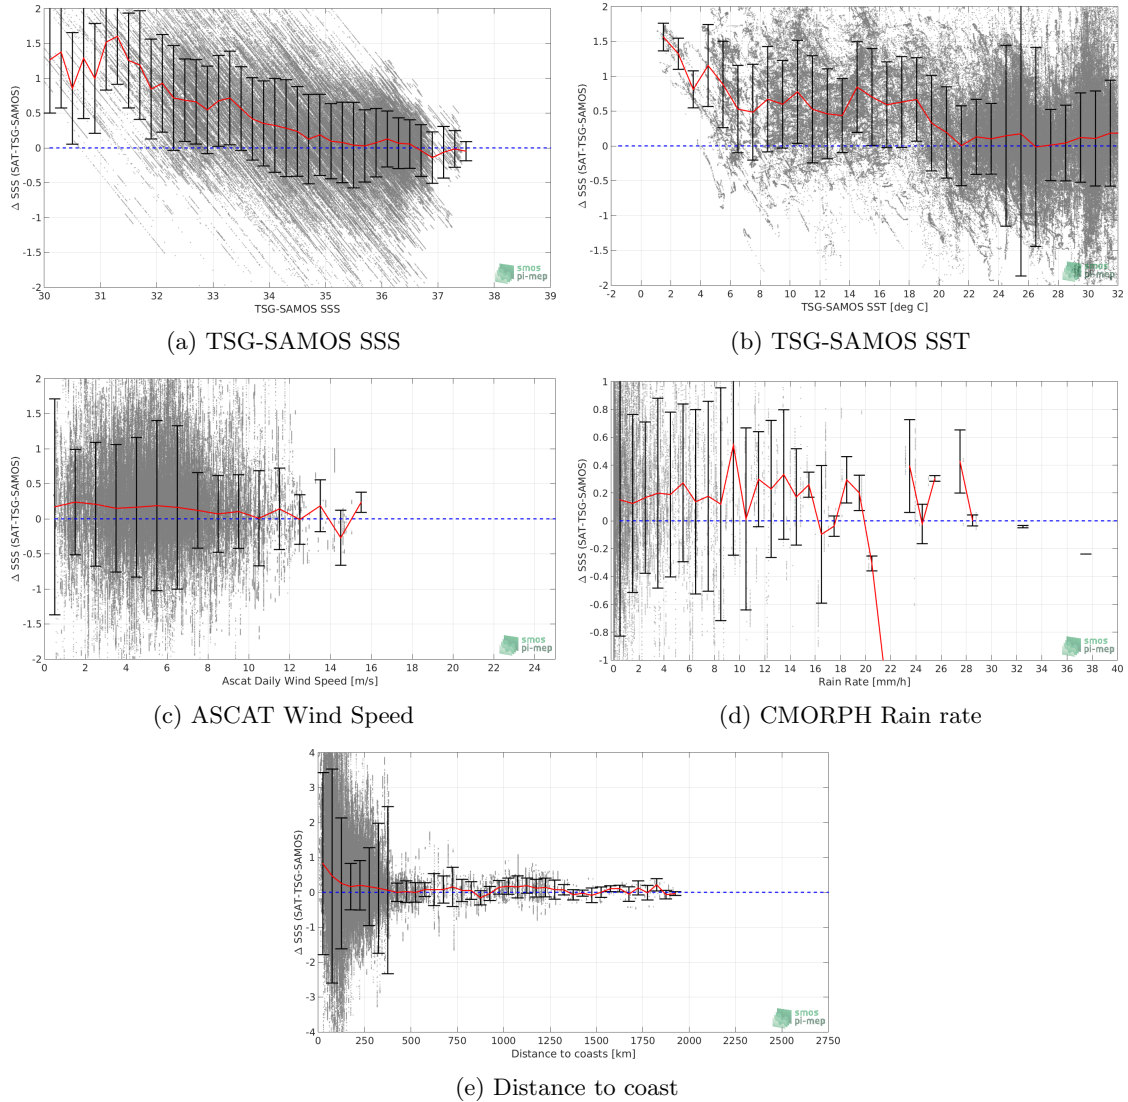 2
1.5
1
0.5
0
-0.5
-1
-1.5
-2
Δ SSS (SAT-TSG-SAMOS)
30 31 32 33 34 35 36 37 38 39
TSG-SAMOS SSS
smos
pi-mep
(a) TSG-SAMOS SSS
2
1.5
1
0.5
0
-0.5
-1
-1.5
-2
Δ SSS (SAT-TSG-SAMOS)
-2 0 2 4 6 8 10 12 14 16 18 20 22 24 26 28 30 32
TSG-SAMOS SST [deg C]
smos
pi-mep
(b) TSG-SAMOS SST
2
1.5
1
0.5
0
-0.5
-1
-1.5
-2
Δ SSS (SAT-TSG-SAMOS)
0 2 4 6 8 10 12 14 16 18 20 22 24
Ascat Daily Wind Speed [m/s]
smos
pi-mep
(c) ASCAT Wind Speed
1
0.8
0.6
0.4
0.2
0
-0.2
-0.4
-0.6
-0.8
-1
Δ SSS (SAT-TSG-SAMOS)
0 2 4 6 8 10 12 14 16 18 20 22 24 26 28 30 32 34 36 38 40
Rain Rate [mm/h]
smos
pi-mep
(d) CMORPH Rain rate
4
3
2
1
0
-1
-2
-3
-4
Δ SSS (SAT-TSG-SAMOS)
0 250 500 750 1000 1250 1500 1750 2000 2250 2500 2750
Distance to coasts [km]
smos
pi-mep
(e) Distance to coast